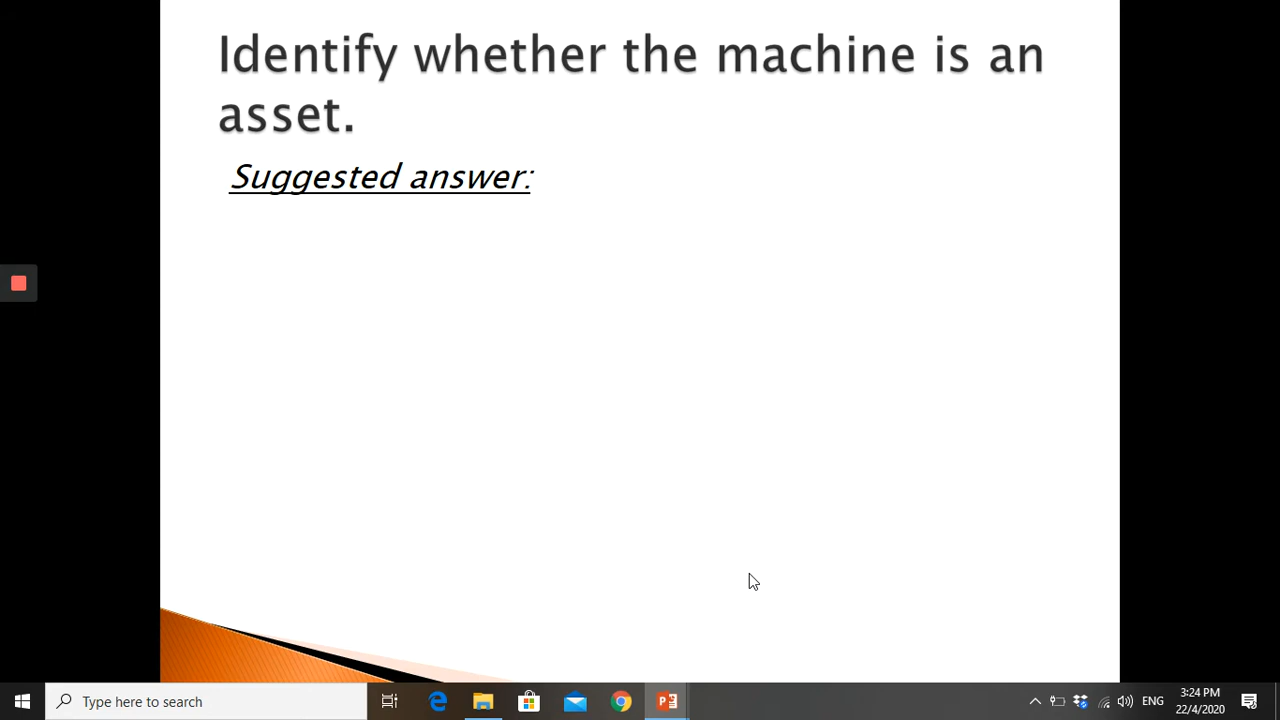 Identify whether the machine is an
asset.
Suggested answer:
Type here to search
ENG
3:24 PM
22/4/2020